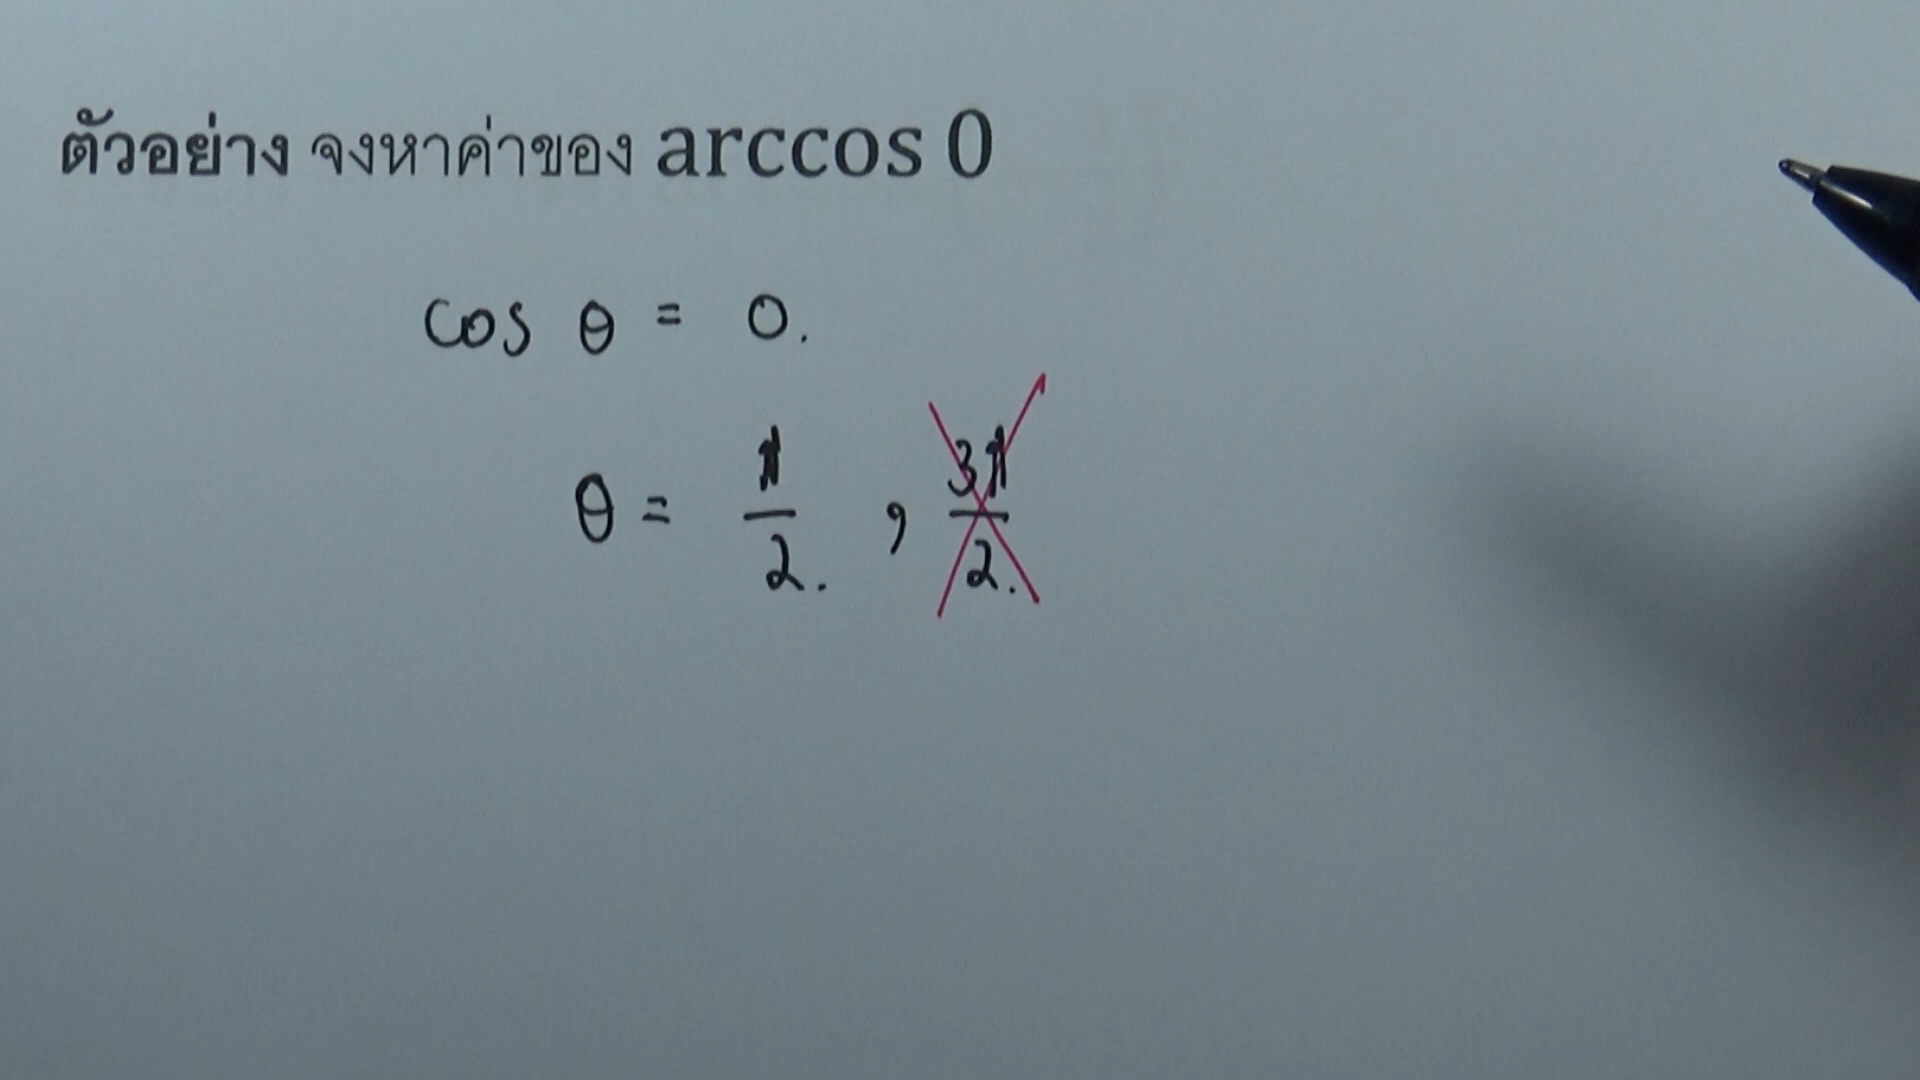 ตัวอย่าง จงหาค่าของ arccos 0
cos θ = 0.
θ = π/2. , 3π/2.